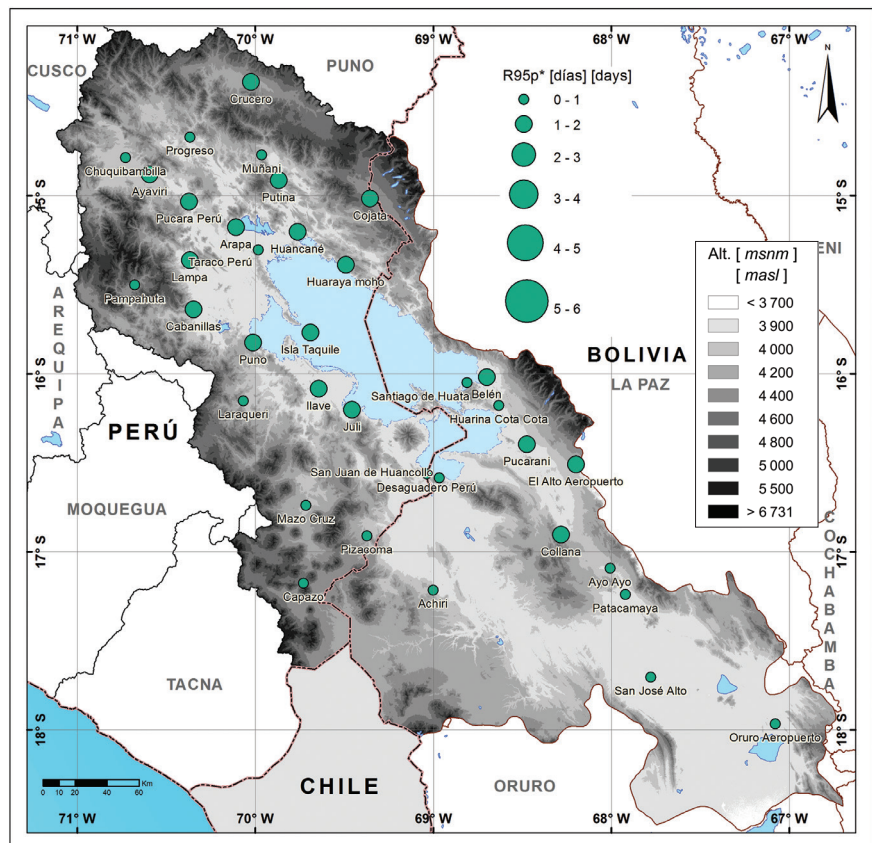 71° W
70° W
69° W
68° W
67° W
N
CUSCO
PUNO
R95p* [días] [days]
0 - 1
1 - 2
2 - 3
3 - 4
4 - 5
5 - 6
Crucero
Progreso
Muñani
Chuquibambilla
Ayaviri
Putina
15° S
15° S
Pucara Perú
Cojata
Arapa
Huancané
Taraco Perú
Lampa
Huaraya moho
Pampahuta
Cabanillas
Puno
Isla Taquile
AREQUIPA
ENI
Alt. [ msnm ]
[ masl ]
< 3 700
3 900
4 000
4 200
4 400
4 600
4 800
5 000
5 500
> 6 731
BOLIVIA
LA PAZ
16° S
16° S
Santiago de Huata
Belén
Ilave
Laraqueri
Juli
Huarina Cota Cota
PERÚ
Pucarani
San Juan de Huancollo
Desaguadero Perú
El Alto Aeropuerto
MOQUEGUA
Mazo Cruz
Pizacoma
Collana
17° S
17° S
COCHABAMBA
Capazo
Achiri
Ayo Ayo
Patacamaya
TACNA
San José Alto
18° S
18° S
Oruro Aeropuerto
CHILE
ORURO
0 10 20 40 60
Km
71° W
70° W
69° W
68° W
67° W